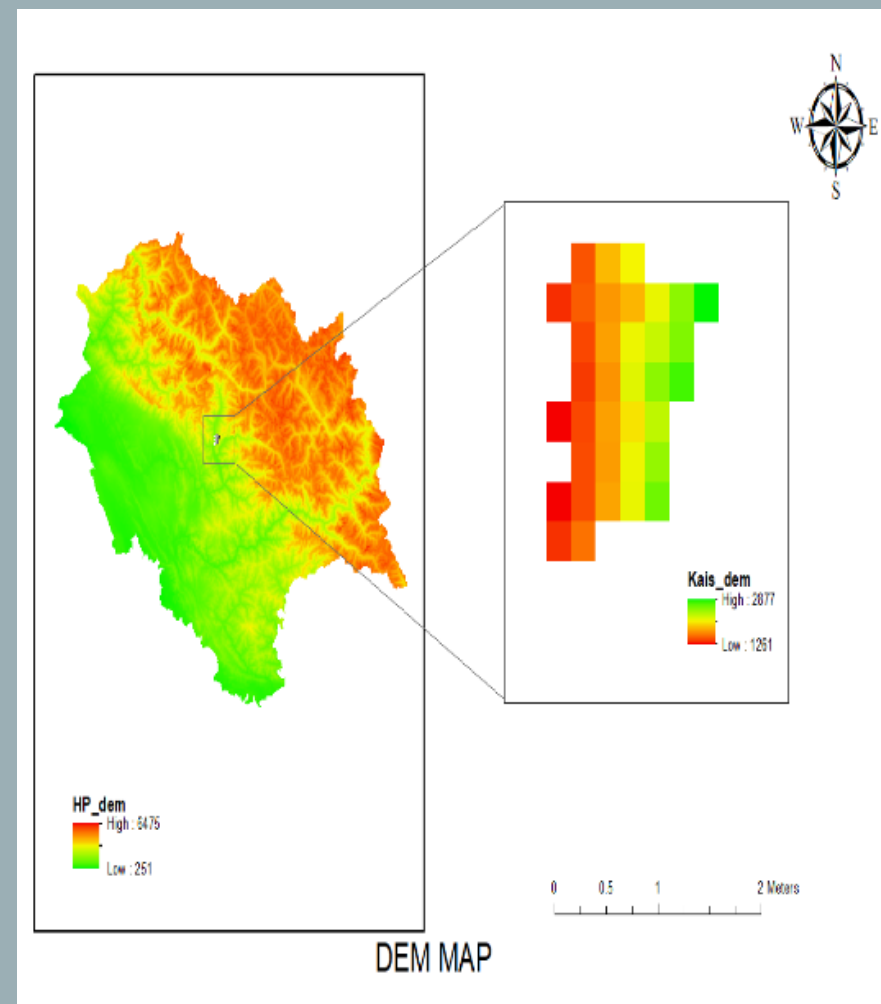 N
W E
S
Kais_dem
High : 2877
Low : 1261
HP_dem
High : 6475
Low : 251
0 0.5 1 2 Meters
DEM MAP